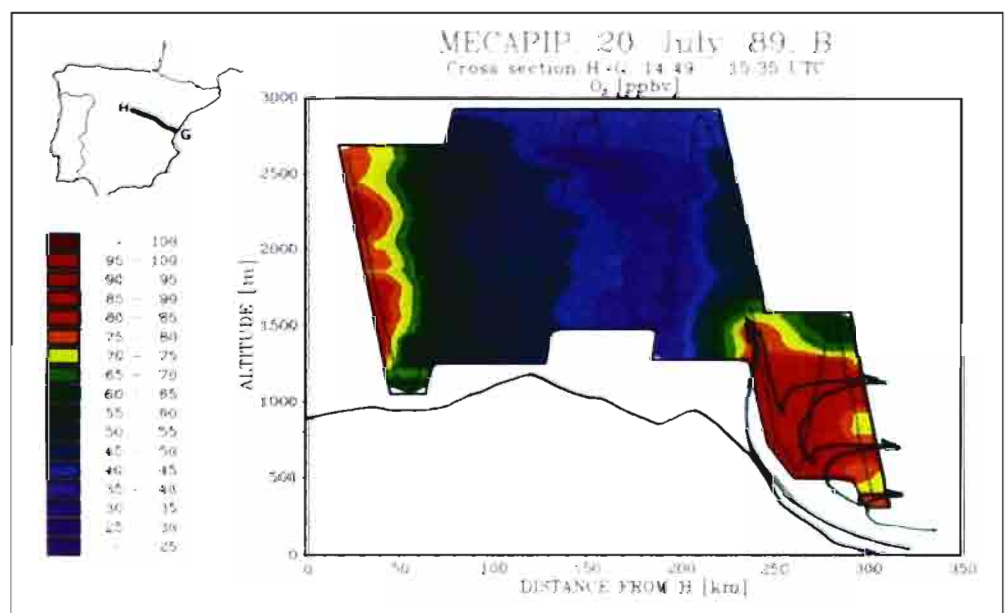 MECAPIP. 20 July 89. B
Cross section H-G. 14:49 15:35 UTC
O₃ [ppbv]
H
G
3000
2500
2000
1500
1000
500
0
ALTITUDE [m]
0 50 100 150 200 250 300 350
DISTANCE FROM H [km]
- 100
95 - 100
90 95
85 - 90
80 - 85
75 - 80
70 - 75
65 - 70
60 - 65
55 60
50 55
45 - 50
40 45
35 - 40
30 35
25 30
- 25